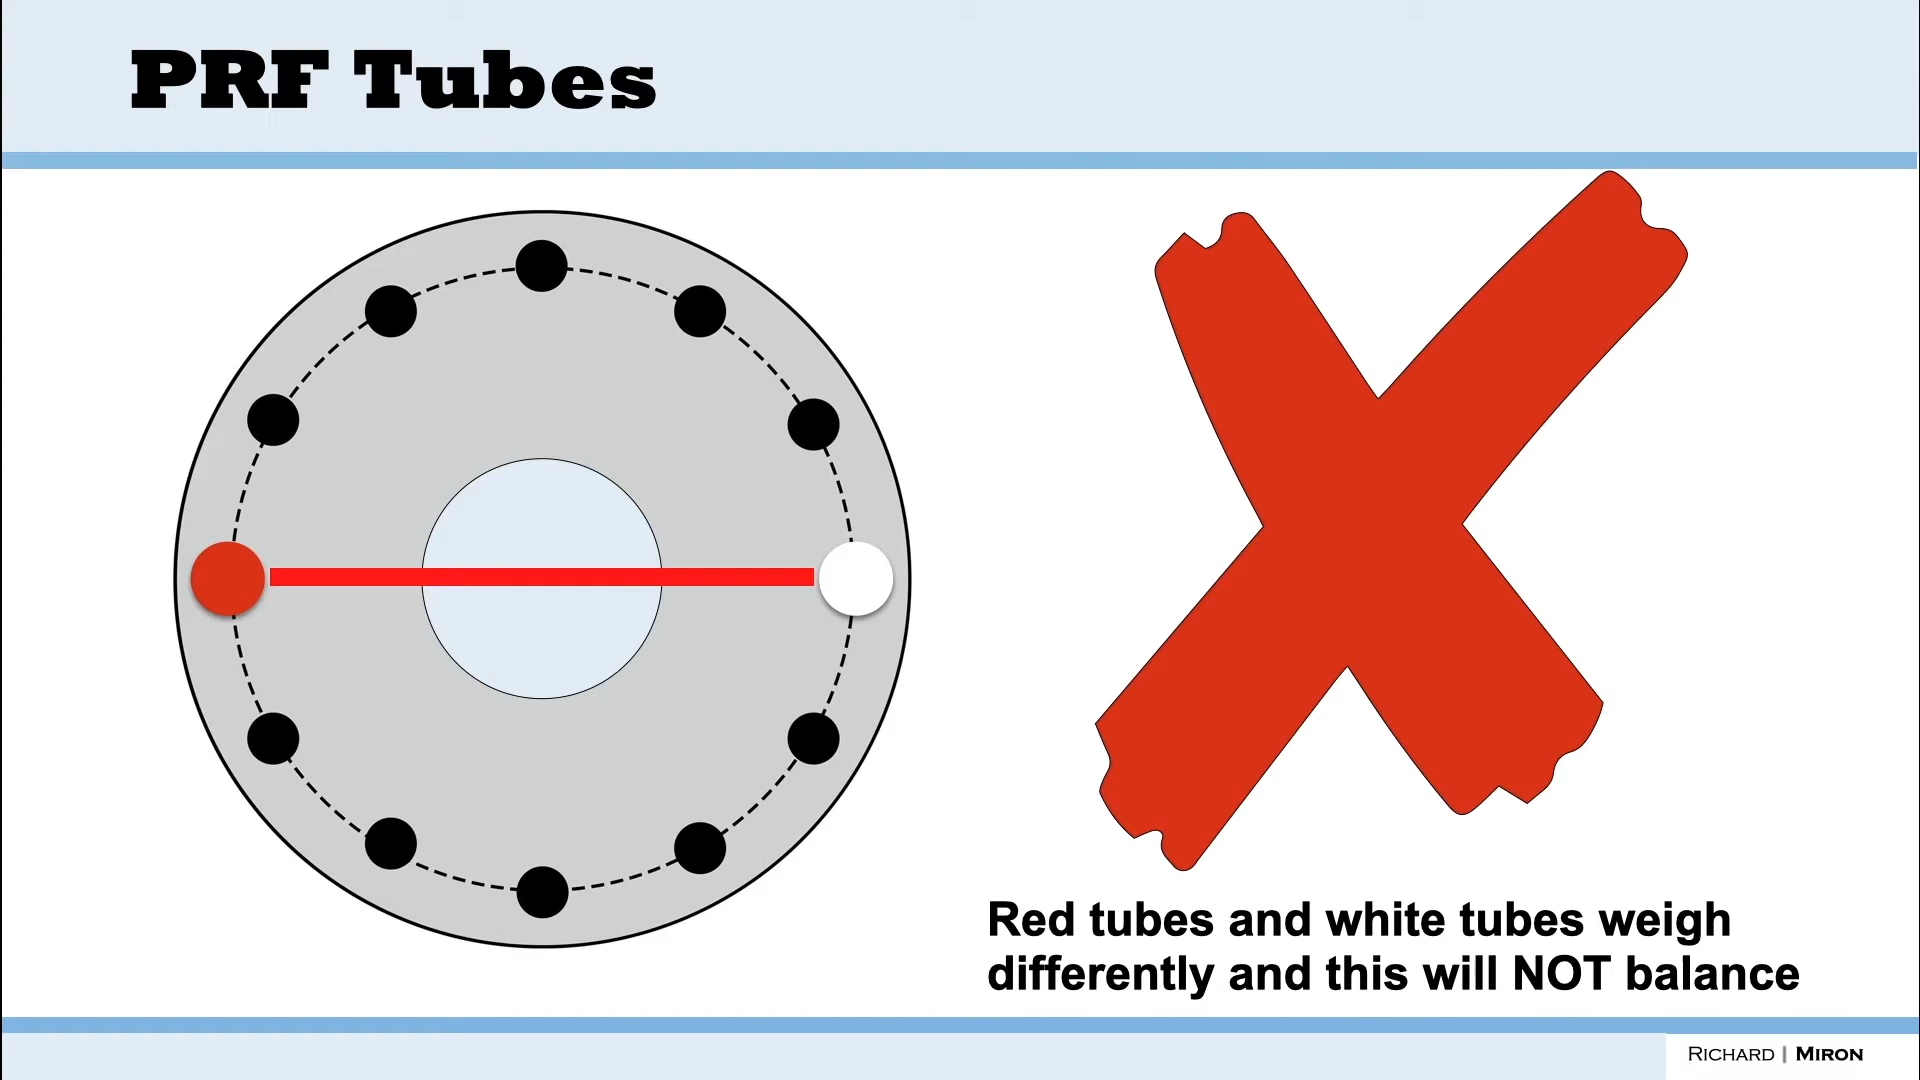 PRF Tubes
Red tubes and white tubes weigh
differently and this will NOT balance
RICHARD | MIRON